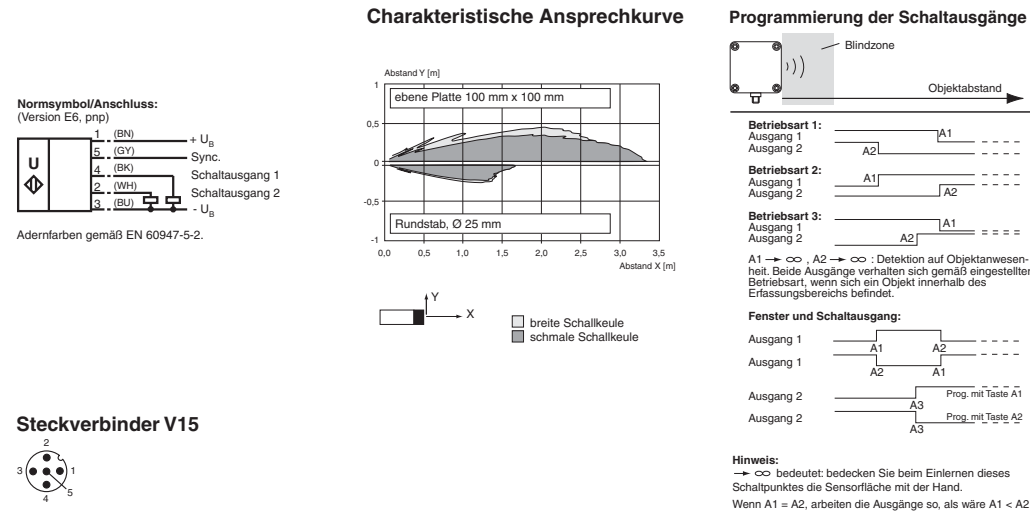 Charakteristische Ansprechkurve
Programmierung der Schaltausgänge
Normsymbol/Anschluss:
(Version E6, pnp)
U
1 (BN) + UB
5 (GY) Sync.
4 (BK) Schaltausgang 1
2 (WH) Schaltausgang 2
3 (BU) - UB
Adernfarben gemäß EN 60947-5-2.
Steckverbinder V15
2
3 1
4 5
Abstand Y [m]
1
ebene Platte 100 mm x 100 mm
0,5
0
-0,5
Rundstab, Ø 25 mm
-1
0,0 0,5 1,0 1,5 2,0 2,5 3,0 3,5
Abstand X [m]
Y
X
breite Schallkeule
schmale Schallkeule
Blindzone
Objektabstand
Betriebsart 1:
Ausgang 1 A1
Ausgang 2 A2
Betriebsart 2:
Ausgang 1 A1
Ausgang 2 A2
Betriebsart 3:
Ausgang 1 A1
Ausgang 2 A2
A1 → ∞ , A2 → ∞ : Detektion auf Objektanwesen-
heit. Beide Ausgänge verhalten sich gemäß eingestellter
Betriebsart, wenn sich ein Objekt innerhalb des
Erfassungsbereichs befindet.
Fenster und Schaltausgang:
Ausgang 1
A1 A2
Ausgang 1
A2 A1
Ausgang 2 Prog. mit Taste A1
A3
Ausgang 2 Prog. mit Taste A2
A3
Hinweis:
→ ∞ bedeutet: bedecken Sie beim Einlernen dieses
Schaltpunktes die Sensorfläche mit der Hand.
Wenn A1 = A2, arbeiten die Ausgänge so, als wäre A1 < A2